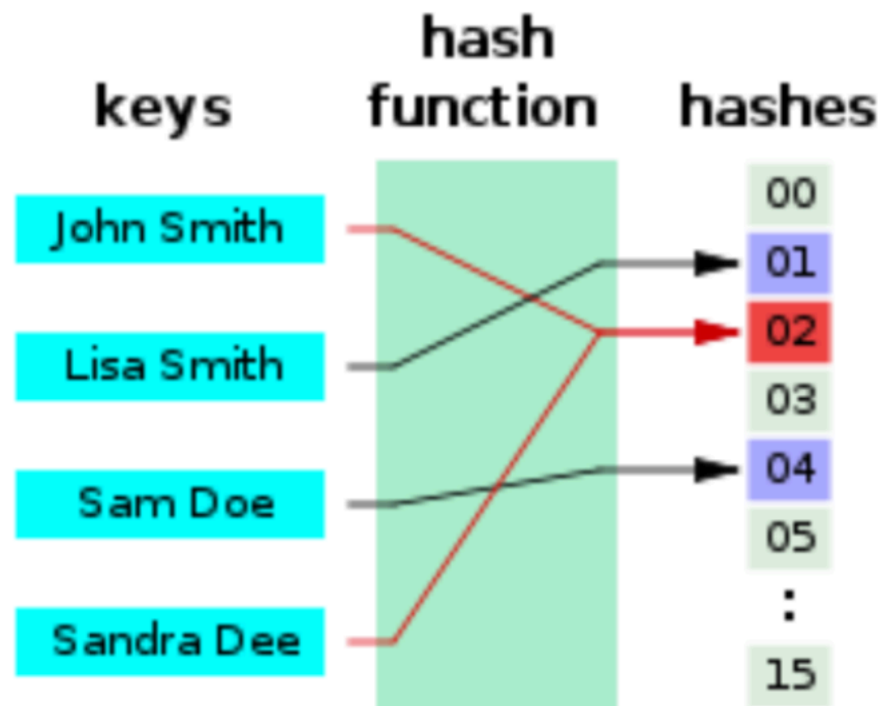 hash
function
keys
hashes
John Smith
Lisa Smith
Sam Doe
Sandra Dee
00
01
02
03
04
05
:
15